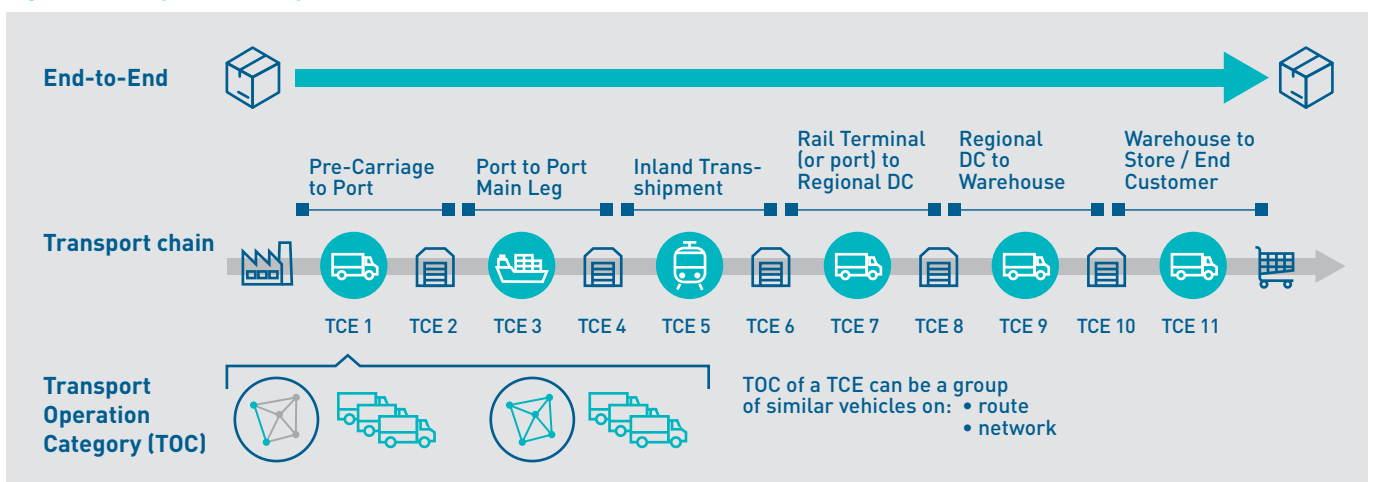 End-to-End
Pre-Carriage
to Port
Port to Port
Main Leg
Inland Trans-
shipment
Rail Terminal
(or port) to
Regional DC
Regional
DC to
Warehouse
Warehouse to
Store / End
Customer
Transport chain
TCE 1
TCE 2
TCE 3
TCE 4
TCE 5
TCE 6
TCE 7
TCE 8
TCE 9
TCE 10
TCE 11
Transport
Operation
Category (TOC)
TOC of a TCE can be a group
of similar vehicles on: • route
• network